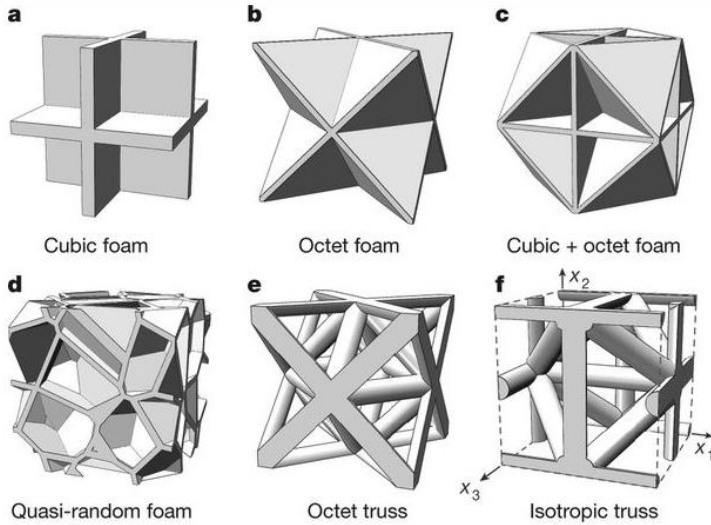 a
b
c
Cubic foam
Octet foam
Cubic + octet foam
d
e
f
x₂
x₁
x₃
Quasi-random foam
Octet truss
Isotropic truss